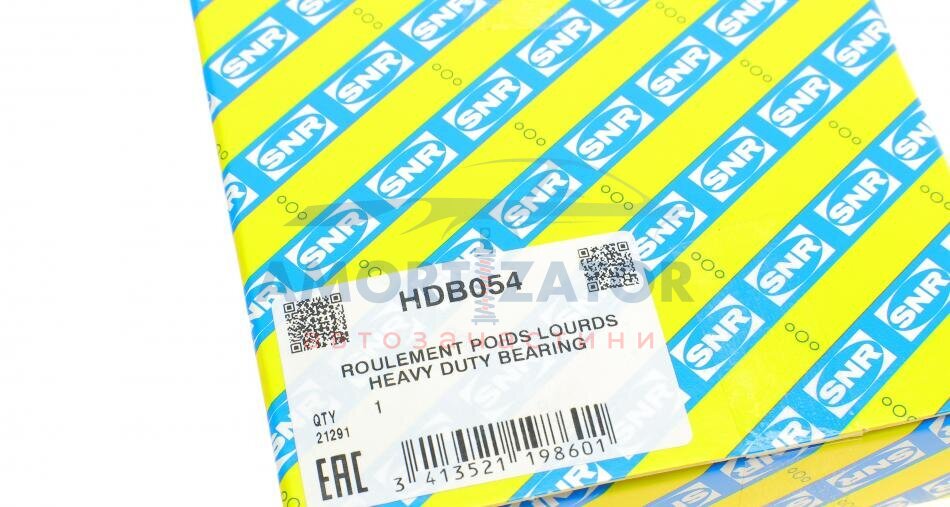 SNR
HDB054
ROULEMENT POIDS LOURDS
HEAVY DUTY BEARING
QTY 1
21291
EAC
3 413521 198601
AMORTIZATOR
автозапчастини